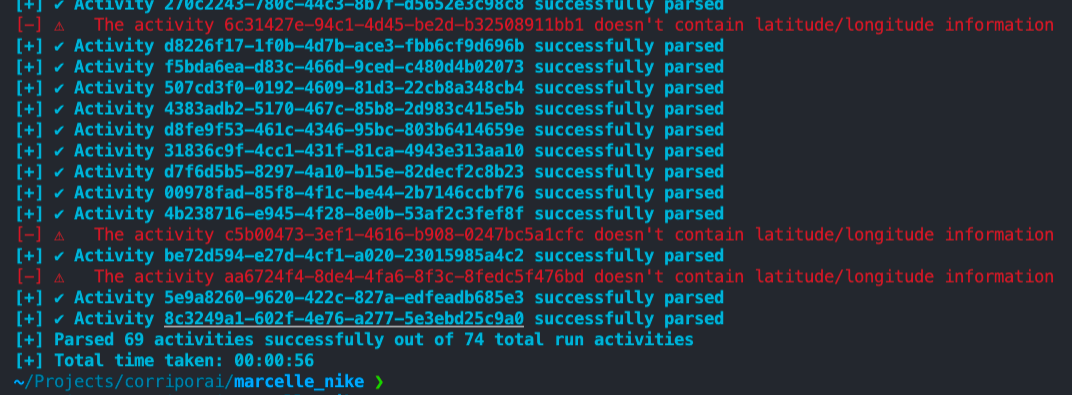 [+] ✔ Activity 270c2243-780c-44c3-8b7f-d5652e3c98c8 successfully parsed
[-] ⚠ The activity 6c31427e-94c1-4d45-be2d-b32508911bb1 doesn't contain latitude/longitude information
[+] ✔ Activity d8226f17-1f0b-4d7b-ace3-fbb6cf9d696b successfully parsed
[+] ✔ Activity f5bda6ea-d83c-466d-9ced-c480d4b02073 successfully parsed
[+] ✔ Activity 507cd3f0-0192-4609-81d3-22cb8a348cb4 successfully parsed
[+] ✔ Activity 4383adb2-5170-467c-85b8-2d983c415e5b successfully parsed
[+] ✔ Activity d8fe9f53-461c-4346-95bc-803b6414659e successfully parsed
[+] ✔ Activity 31836c9f-4cc1-431f-81ca-4943e313aa10 successfully parsed
[+] ✔ Activity d7f6d5b5-8297-4a10-b15e-82decf2c8b23 successfully parsed
[+] ✔ Activity 00978fad-85f8-4f1c-be44-2b7146ccbf76 successfully parsed
[+] ✔ Activity 4b238716-e945-4f28-8e0b-53af2c3fef8f successfully parsed
[-] ⚠ The activity c5b00473-3ef1-4616-b908-0247bc5a1cfc doesn't contain latitude/longitude information
[+] ✔ Activity be72d594-e27d-4cf1-a020-23015985a4c2 successfully parsed
[-] ⚠ The activity aa6724f4-8de4-4fa6-8f3c-8fedc5f476bd doesn't contain latitude/longitude information
[+] ✔ Activity 5e9a8260-9620-422c-827a-edfeadb685e3 successfully parsed
[+] ✔ Activity 8c3249a1-602f-4e76-a277-5e3ebd25c9a0 successfully parsed
[+] Parsed 69 activities successfully out of 74 total run activities
[+] Total time taken: 00:00:56
~/Projects/corriporai/marcelle_nike ❯